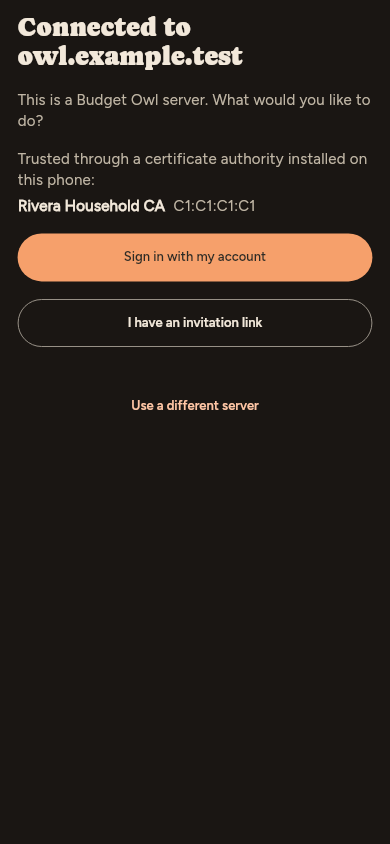 Connected to
owl.example.test
This is a Budget Owl server. What would you like to
do?
Trusted through a certificate authority installed on
this phone:
Rivera Household CA C1:C1:C1:C1
Sign in with my account
I have an invitation link
Use a different server